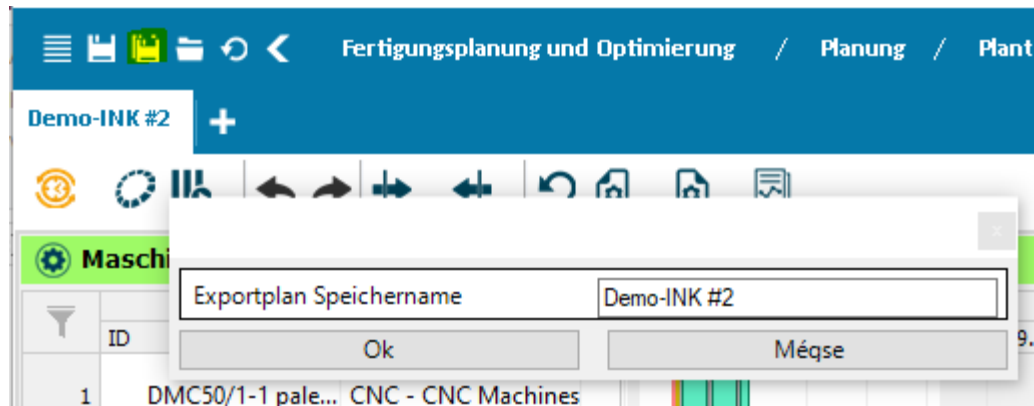 Fertigungsplanung und Optimierung / Planung / Plant
Demo-INK #2 +
Maschi
Exportplan Speichername Demo-INK #2
Ok Mégse
ID 9.
1 DMC50/1-1 pale... CNC - CNC Machines